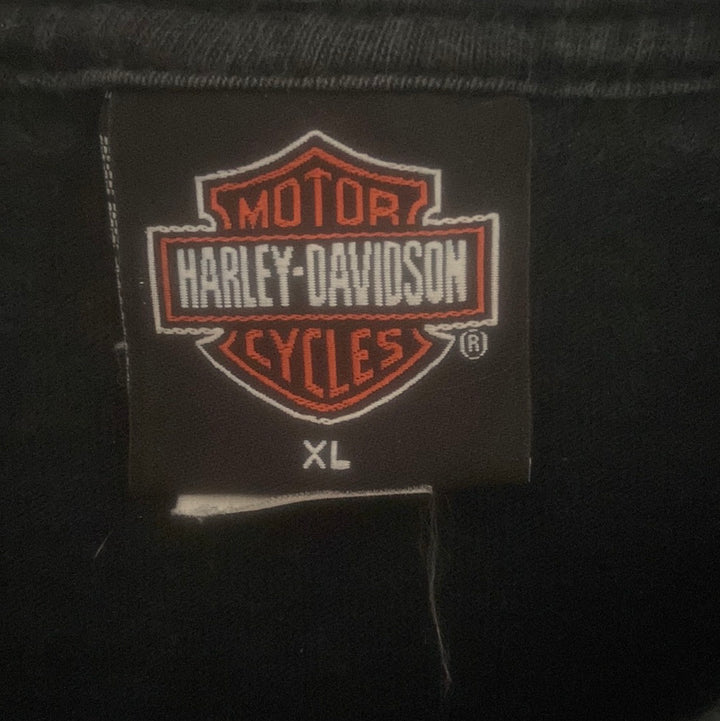 MOTOR
HARLEY-DAVIDSON
CYCLES
®
XL